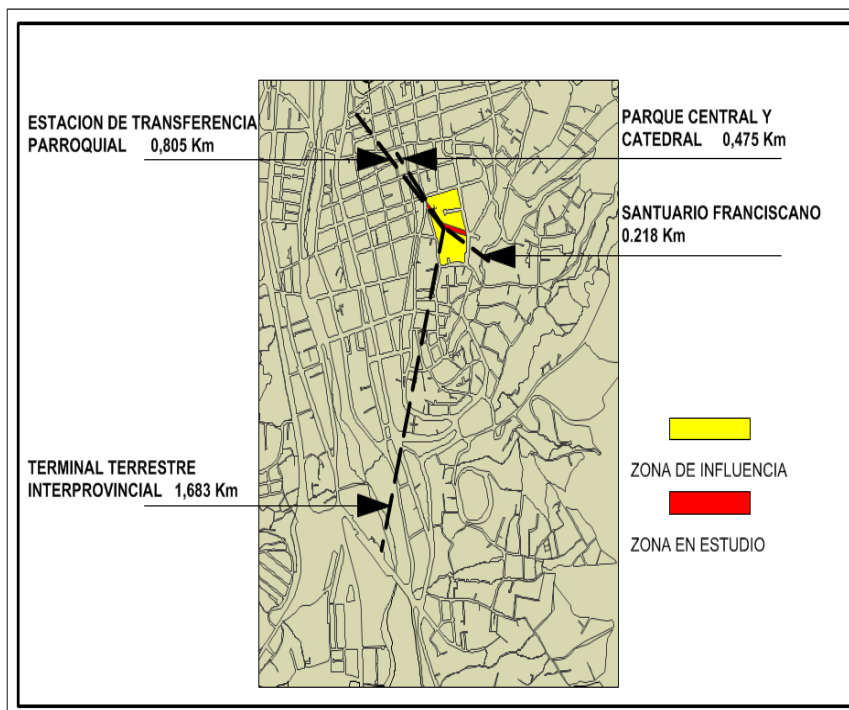 ESTACION DE TRANSFERENCIA
PARROQUIAL 0,805 Km
PARQUE CENTRAL Y
CATEDRAL 0,475 Km
SANTUARIO FRANCISCANO
0.218 Km
TERMINAL TERRESTRE
INTERPROVINCIAL 1,683 Km
ZONA DE INFLUENCIA
ZONA EN ESTUDIO